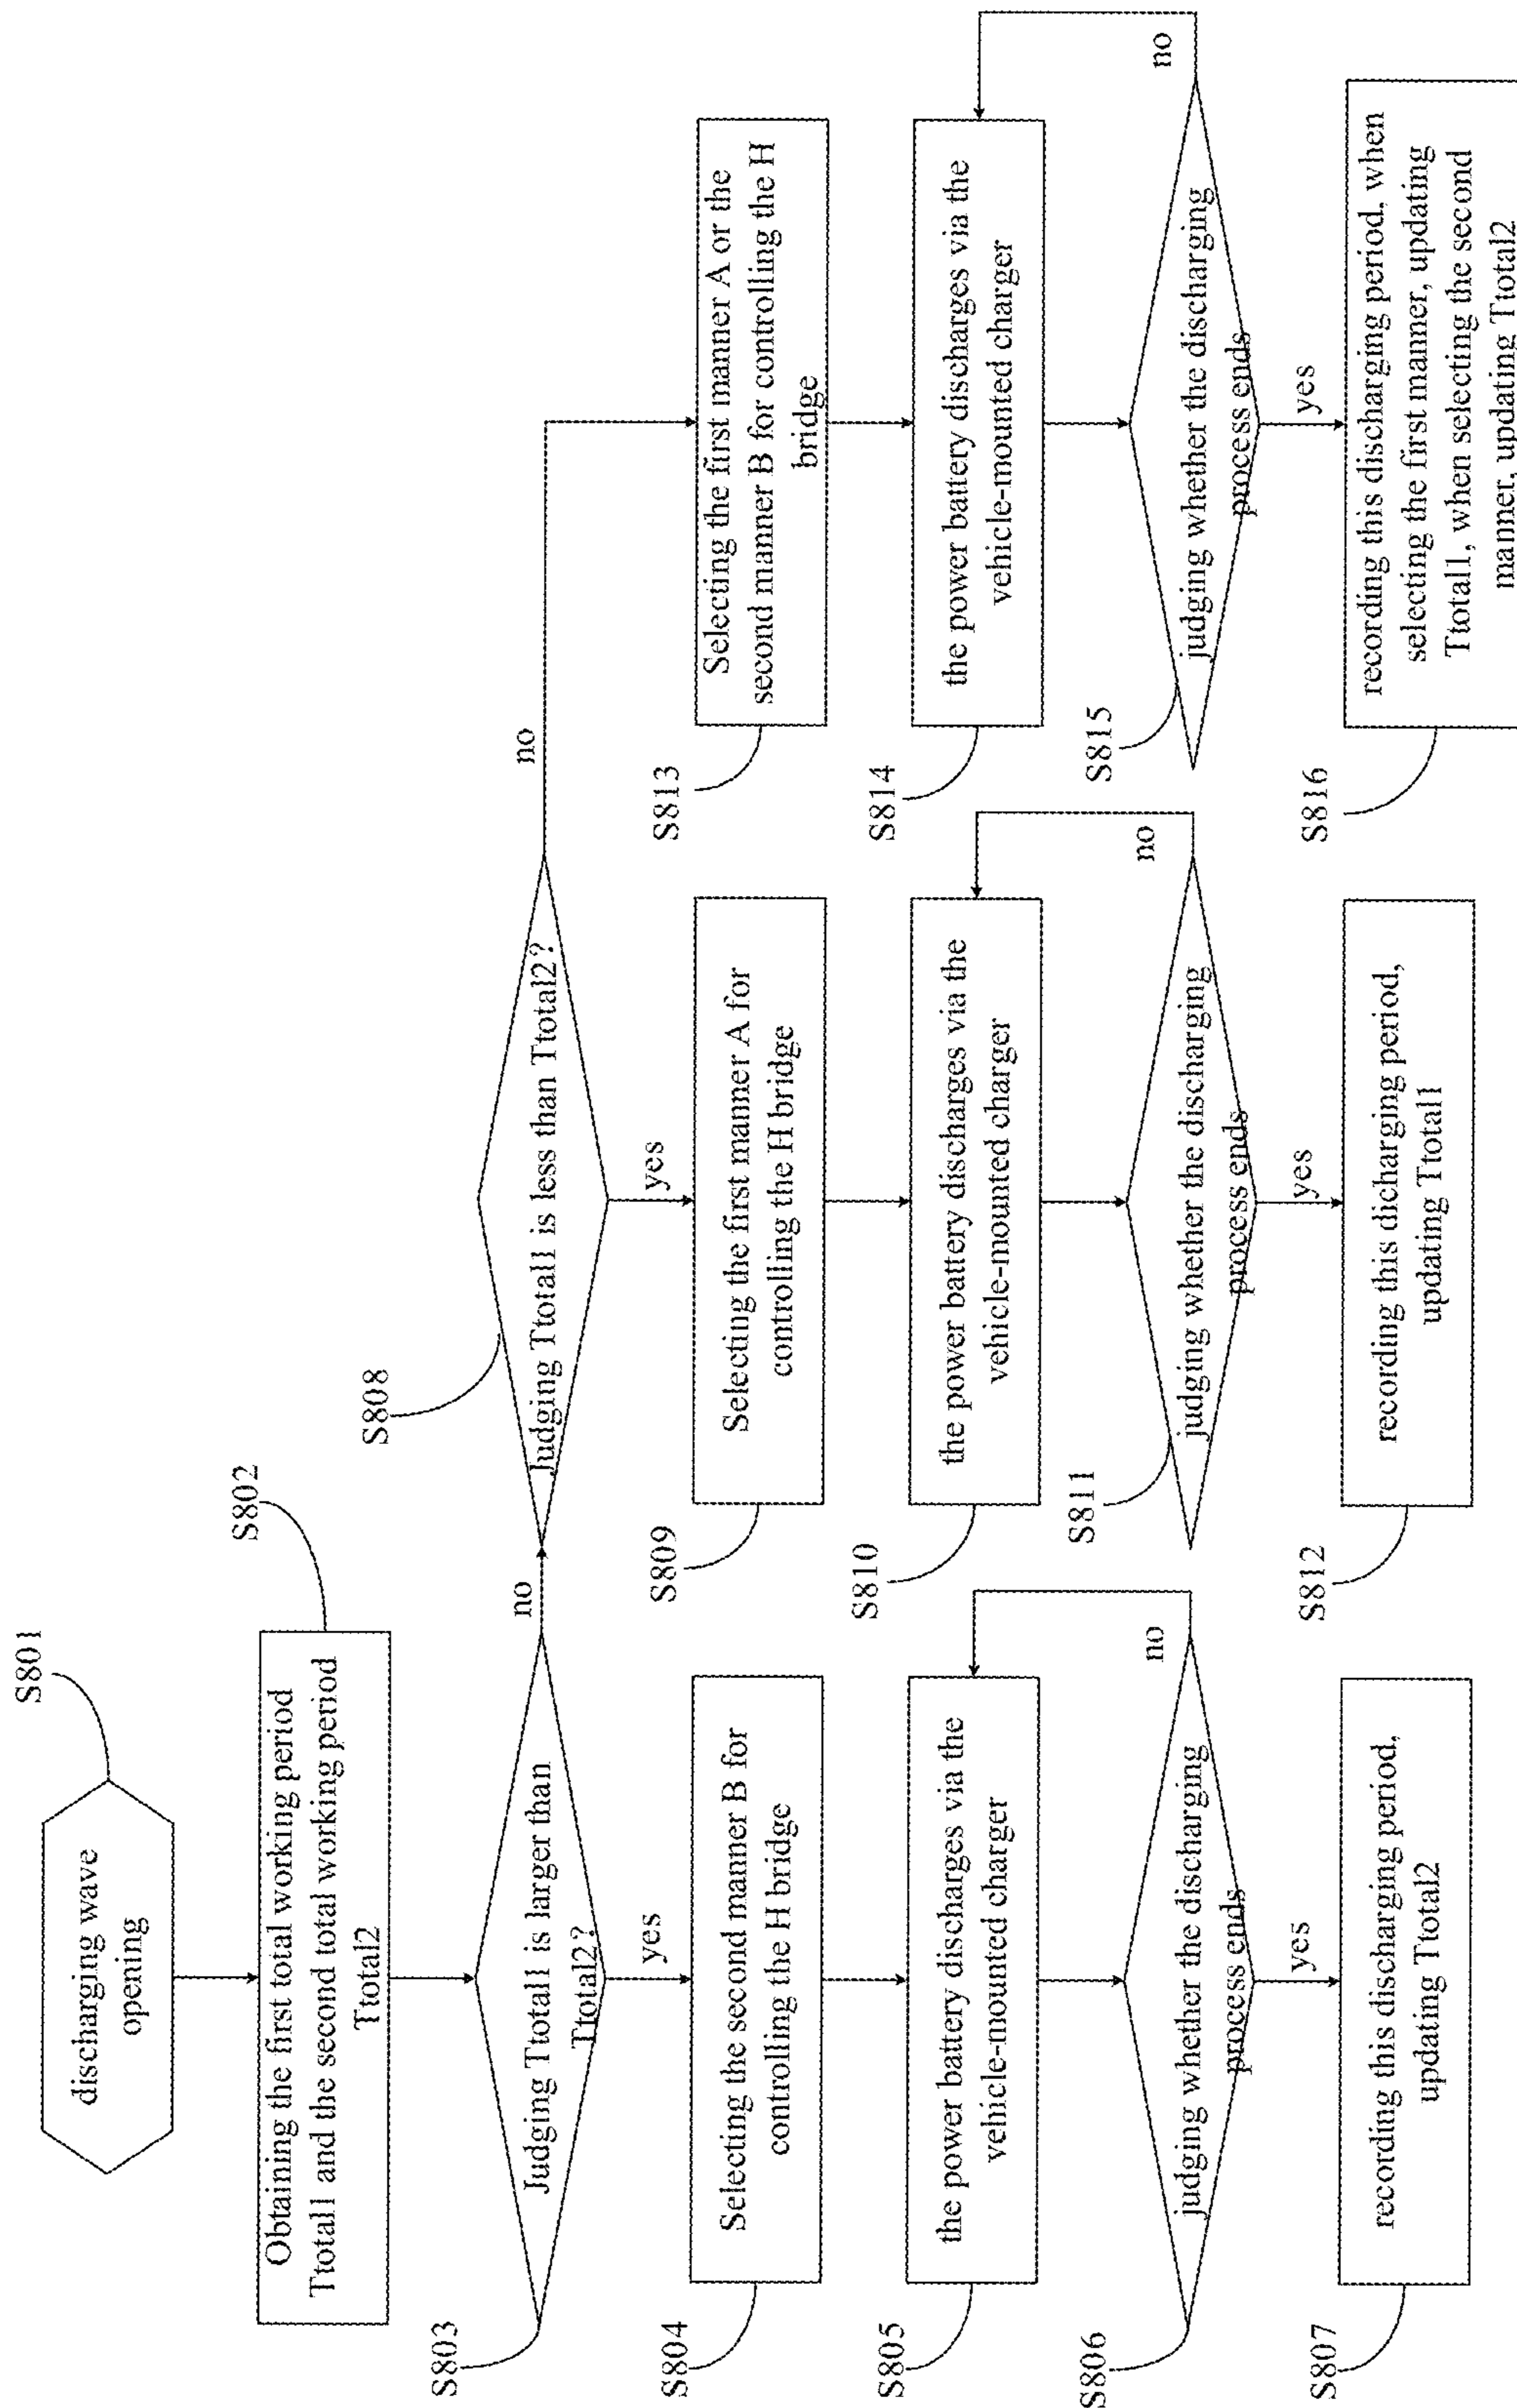 S801
discharging wave
opening
S802
Obtaining the first total working period
Ttotal1 and the second total working period
Ttotal2
S803
Judging Ttotal1 is larger than
Ttotal2?
no
yes
S804
Selecting the second manner B for
controlling the H bridge
S805
the power battery discharges via the
vehicle-mounted charger
S806
judging whether the discharging
process ends
no
yes
S807
recording this discharging period,
updating Ttotal2
S808
Judging Ttotal1 is less than Ttotal2?
no
yes
S809
Selecting the first manner A for
controlling the H bridge
S810
the power battery discharges via the
vehicle-mounted charger
S811
judging whether the discharging
process ends
no
yes
S812
recording this dicharging period,
updating Ttotal1
S813
Selecting the first manner A or the
second manner B for controlling the H
bridge
S814
the power battery discharges via the
vehicle-mounted charger
S815
judging whether the discharging
process ends
no
yes
S816
recording this discharging period, when
selecting the first manner, updating
Ttotal1, when selecting the second
manner, updating Ttotal2